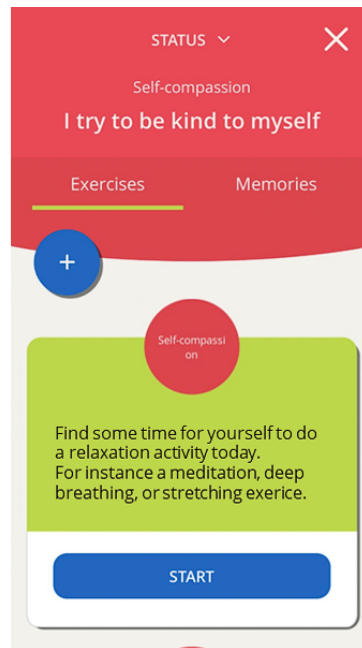 STATUS
Self-compassion
I try to be kind to myself
Exercises Memories
+
Self-compassi
on
Find some time for yourself to do
a relaxation activity today.
For instance a meditation, deep
breathing, or stretching exerice.
START